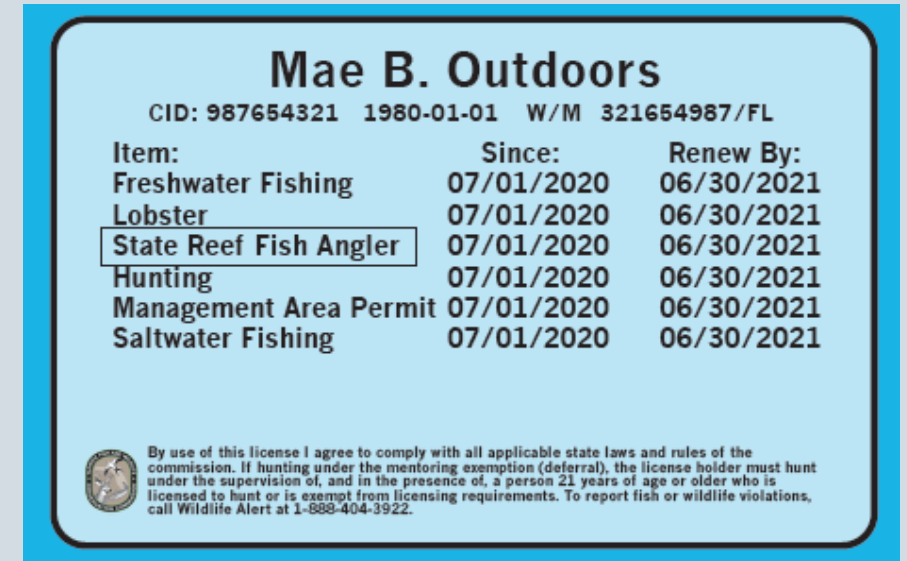 Mae B. Outdoors
CID: 987654321 1980-01-01 W/M 321654987/FL
Item: Since: Renew By:
Freshwater Fishing 07/01/2020 06/30/2021
Lobster 07/01/2020 06/30/2021
State Reef Fish Angler 07/01/2020 06/30/2021
Hunting 07/01/2020 06/30/2021
Management Area Permit 07/01/2020 06/30/2021
Saltwater Fishing 07/01/2020 06/30/2021
By use of this license I agree to comply with all applicable state laws and rules of the
commission. If hunting under the mentoring exemption (deferral), the license holder must hunt
under the supervision of, and in the presence of, a person 21 years of age or older who is
licensed to hunt or is exempt from licensing requirements. To report fish or wildlife violations,
call Wildlife Alert at 1-888-404-3922.